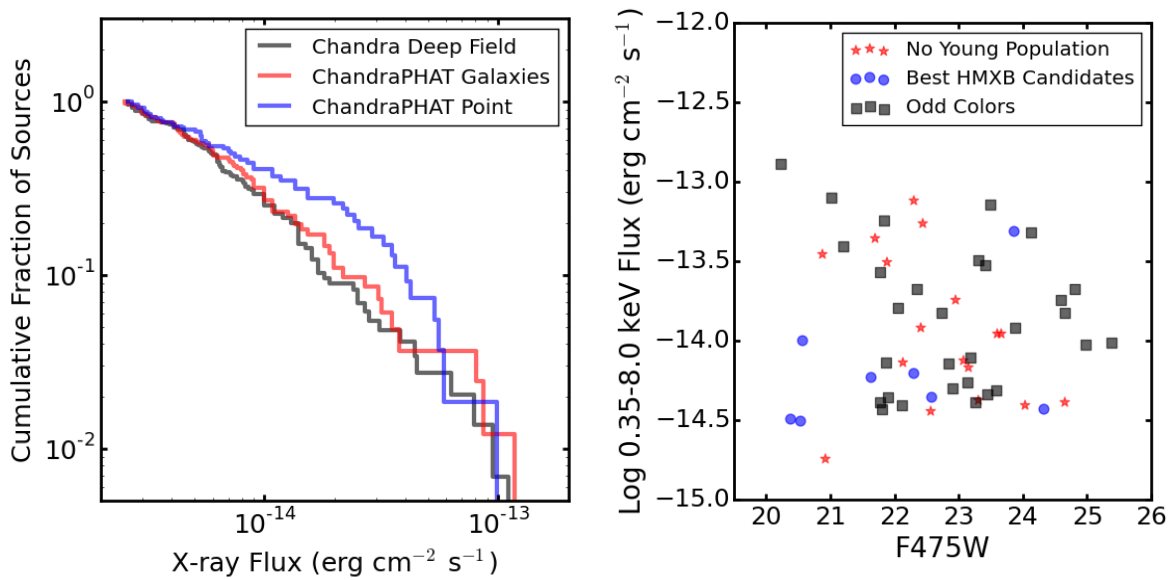 Cumulative Fraction of Sources
10^0
10^-1
10^-2
Chandra Deep Field
ChandraPHAT Galaxies
ChandraPHAT Point
10^-14
10^-13
X-ray Flux (erg cm^-2 s^-1)
Log 0.35-8.0 keV Flux (erg cm^-2 s^-1)
−12.0
−12.5
−13.0
−13.5
−14.0
−14.5
−15.0
No Young Population
Best HMXB Candidates
Odd Colors
20 21 22 23 24 25 26
F475W